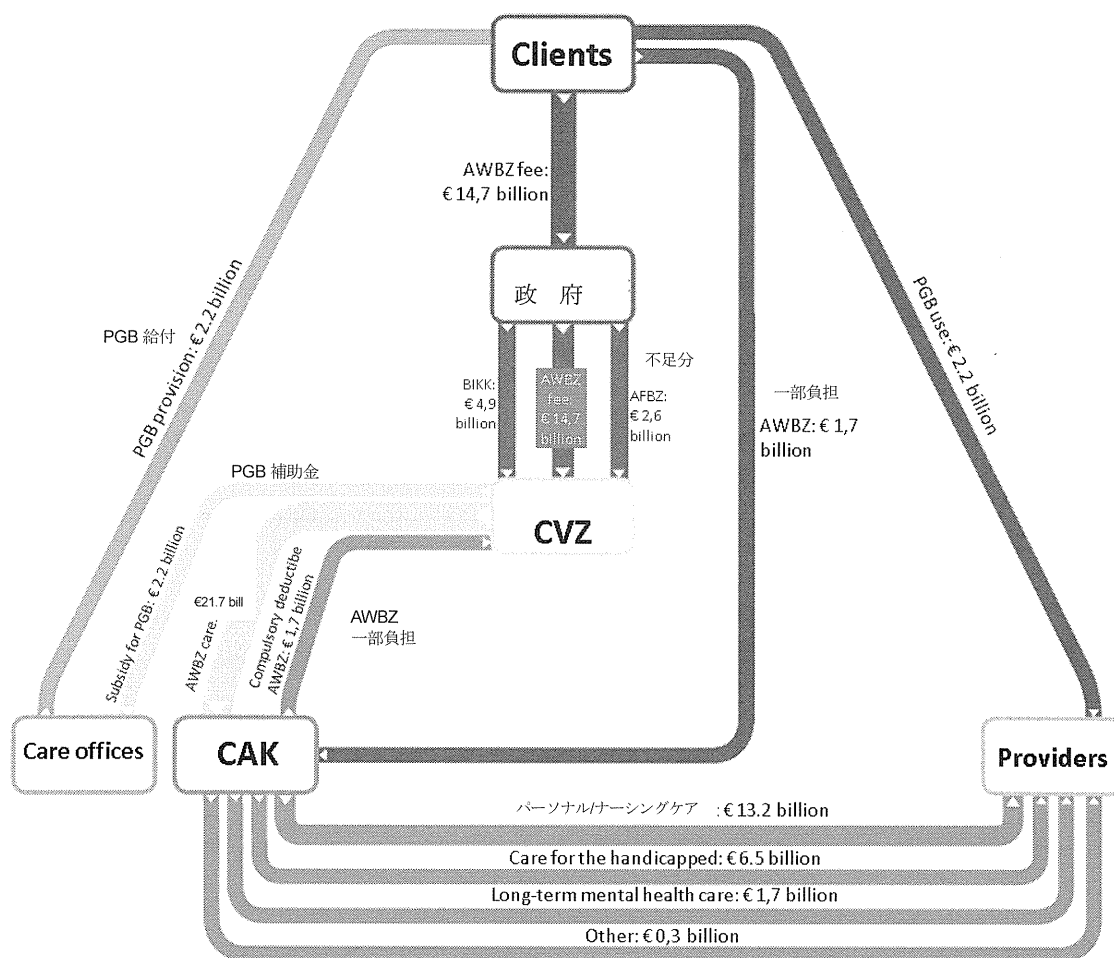 Clients
AWBZ fee:
€ 14,7 billion
政 府
PGB 給付
PGB provision: € 2.2 billion
BIKK:
€ 4,9
billion
AWBZ
fee:
€ 14,7
billion
不足分
AFBZ:
€ 2,6
billion
一部負担
AWBZ: € 1,7
billion
PGB use: € 2.2 billion
PGB 補助金
CVZ
Subsidy for PGB: € 2.2 billion
€21.7 bill
AWBZ care.
Compulsory deductibe
AWBZ: € 1,7 billion
AWBZ
一部負担
Care offices
CAK
Providers
パーソナル/ナーシングケア : € 13.2 billion
Care for the handicapped: € 6.5 billion
Long-term mental health care: € 1,7 billion
Other: € 0,3 billion